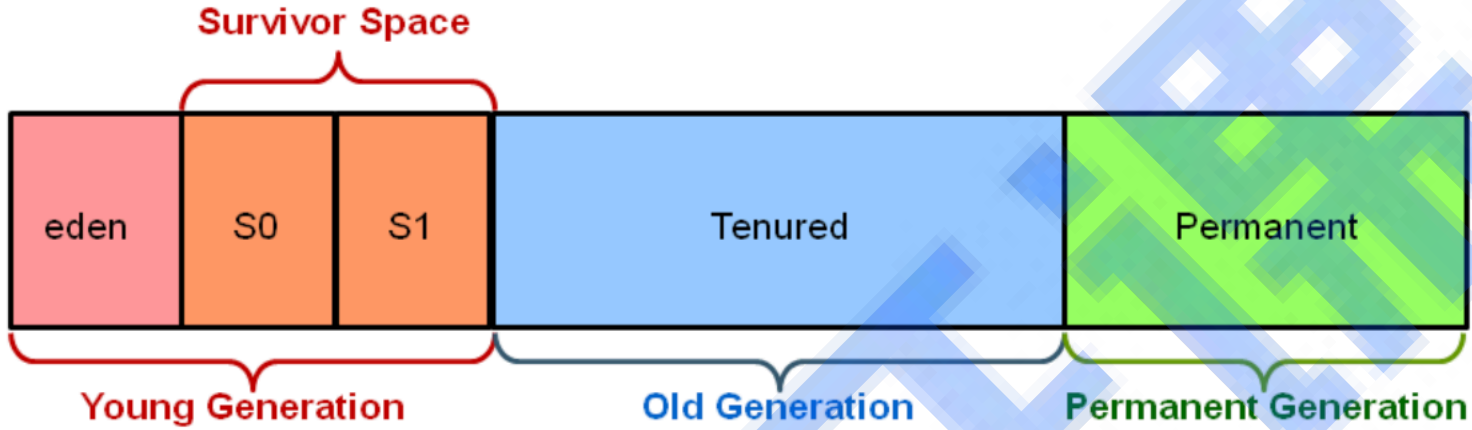 Survivor Space
eden
S0
S1
Tenured
Permanent
Young Generation
Old Generation
Permanent Generation